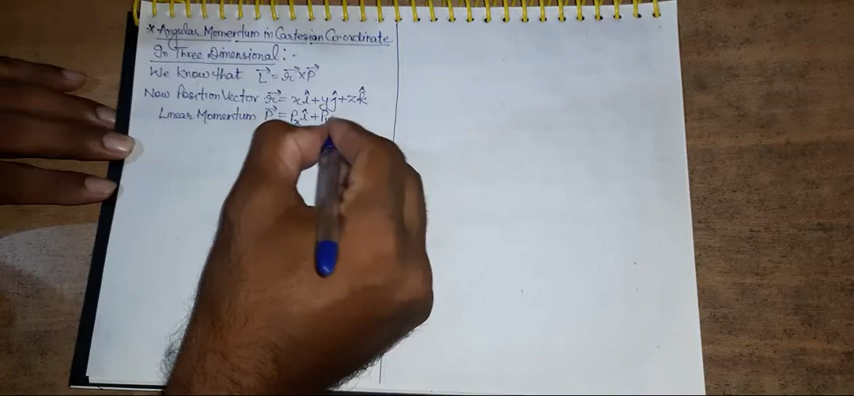 * Angular Momentum in Cartesian Co-ordinate
In Three Dimensional :-
We Know that L⃗ = r⃗ × P⃗
Now Position Vector r⃗ = xî + yĵ + zk̂
Linear Momentum P⃗ = Pₓî + P